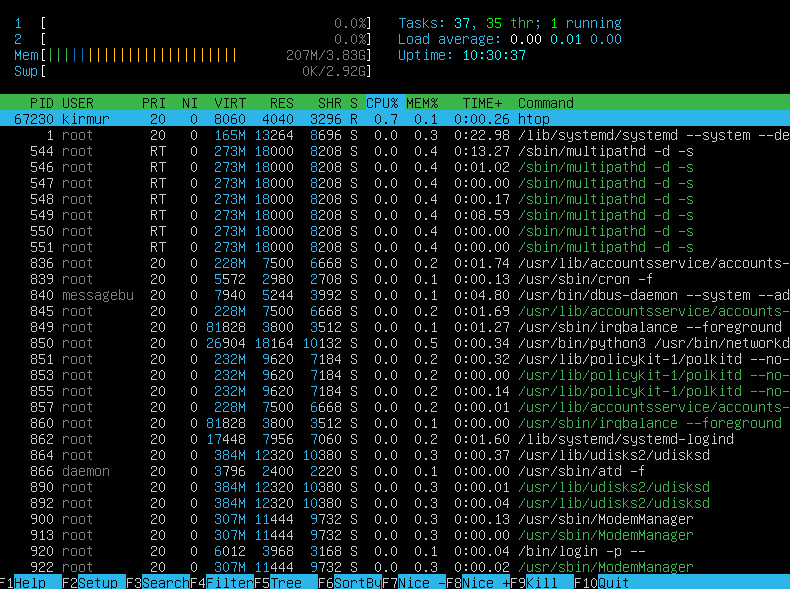 1 [ 0.0%] Tasks: 37, 35 thr; 1 running
2 [ 0.0%] Load average: 0.00 0.01 0.00
Mem[||||||||||||||||||||||||| 207M/3.83G] Uptime: 10:30:37
Swp[ 0K/2.92G]
PID USER PRI NI VIRT RES SHR S CPU% MEM% TIME+ Command
67230 kirmur 20 0 8060 4040 3296 R 0.7 0.1 0:00.26 htop
1 root 20 0 165M 13264 8696 S 0.0 0.3 0:22.98 /lib/systemd/systemd --system --de
544 root RT 0 273M 18000 8208 S 0.0 0.4 0:13.27 /sbin/multipathd -d -s
546 root RT 0 273M 18000 8208 S 0.0 0.4 0:01.02 /sbin/multipathd -d -s
547 root RT 0 273M 18000 8208 S 0.0 0.4 0:00.00 /sbin/multipathd -d -s
548 root RT 0 273M 18000 8208 S 0.0 0.4 0:00.17 /sbin/multipathd -d -s
549 root RT 0 273M 18000 8208 S 0.0 0.4 0:08.59 /sbin/multipathd -d -s
550 root RT 0 273M 18000 8208 S 0.0 0.4 0:00.00 /sbin/multipathd -d -s
551 root RT 0 273M 18000 8208 S 0.0 0.4 0:00.00 /sbin/multipathd -d -s
836 root 20 0 228M 7500 6668 S 0.0 0.2 0:01.74 /usr/lib/accountsservice/accounts-
839 root 20 0 5572 2980 2708 S 0.0 0.1 0:00.13 /usr/sbin/cron -f
840 messagebu 20 0 7940 5244 3992 S 0.0 0.1 0:04.80 /usr/bin/dbus-daemon --system --ad
845 root 20 0 228M 7500 6668 S 0.0 0.2 0:01.69 /usr/lib/accountsservice/accounts-
849 root 20 0 81828 3800 3512 S 0.0 0.1 0:01.27 /usr/sbin/irqbalance --foreground
850 root 20 0 26904 18164 10132 S 0.0 0.5 0:00.34 /usr/bin/python3 /usr/bin/networkd
851 root 20 0 232M 9620 7184 S 0.0 0.2 0:00.32 /usr/lib/policykit-1/polkitd --no-
853 root 20 0 232M 9620 7184 S 0.0 0.2 0:00.00 /usr/lib/policykit-1/polkitd --no-
855 root 20 0 232M 9620 7184 S 0.0 0.2 0:00.14 /usr/lib/policykit-1/polkitd --no-
857 root 20 0 228M 7500 6668 S 0.0 0.2 0:00.01 /usr/lib/accountsservice/accounts-
860 root 20 0 81828 3800 3512 S 0.0 0.1 0:00.00 /usr/sbin/irqbalance --foreground
862 root 20 0 17448 7956 7060 S 0.0 0.2 0:01.60 /lib/systemd/systemd-logind
864 root 20 0 384M 12320 10380 S 0.0 0.3 0:00.37 /usr/lib/udisks2/udisksd
866 daemon 20 0 3796 2400 2220 S 0.0 0.1 0:00.00 /usr/sbin/atd -f
890 root 20 0 384M 12320 10380 S 0.0 0.3 0:00.01 /usr/lib/udisks2/udisksd
892 root 20 0 384M 12320 10380 S 0.0 0.3 0:00.04 /usr/lib/udisks2/udisksd
900 root 20 0 307M 11444 9732 S 0.0 0.3 0:00.13 /usr/sbin/ModemManager
913 root 20 0 307M 11444 9732 S 0.0 0.3 0:00.00 /usr/sbin/ModemManager
920 root 20 0 6012 3968 3168 S 0.0 0.1 0:00.04 /bin/login -p --
922 root 20 0 307M 11444 9732 S 0.0 0.3 0:00.02 /usr/sbin/ModemManager
F1Help F2Setup F3SearchF4FilterF5Tree F6SortByF7Nice -F8Nice +F9Kill F10Quit